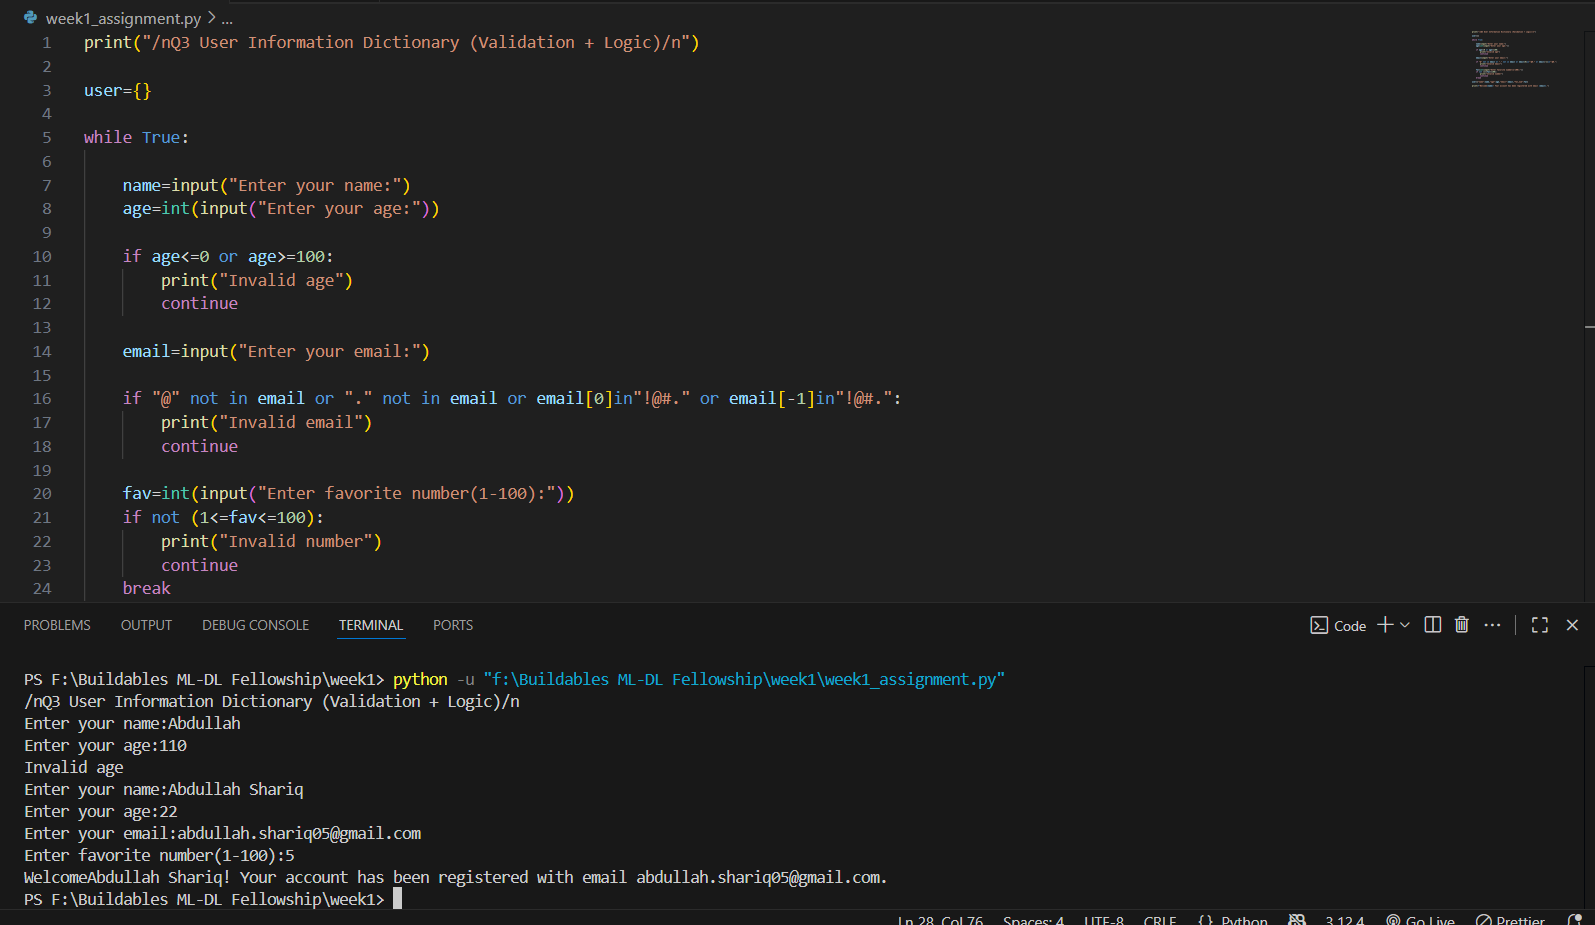 week1_assignment.py > ...
1 print("/nQ3 User Information Dictionary (Validation + Logic)/n")
2
3 user={}
4
5 while True:
6
7 name=input("Enter your name:")
8 age=int(input("Enter your age:"))
9
10 if age<=0 or age>=100:
11 print("Invalid age")
12 continue
13
14 email=input("Enter your email:")
15
16 if "@" not in email or "." not in email or email[0]in"!@#." or email[-1]in"!@#.":
17 print("Invalid email")
18 continue
19
20 fav=int(input("Enter favorite number(1-100):"))
21 if not (1<=fav<=100):
22 print("Invalid number")
23 continue
24 break
PROBLEMS OUTPUT DEBUG CONSOLE TERMINAL PORTS Code
PS F:\Buildables ML-DL Fellowship\week1> python -u "f:\Buildables ML-DL Fellowship\week1\week1_assignment.py"
/nQ3 User Information Dictionary (Validation + Logic)/n
Enter your name:Abdullah
Enter your age:110
Invalid age
Enter your name:Abdullah Shariq
Enter your age:22
Enter your email:abdullah.shariq05@gmail.com
Enter favorite number(1-100):5
WelcomeAbdullah Shariq! Your account has been registered with email abdullah.shariq05@gmail.com.
PS F:\Buildables ML-DL Fellowship\week1>
Ln 28, Col 76 Spaces: 4 UTF-8 CRLF {} Python 3.12.4 Go Live Prettier